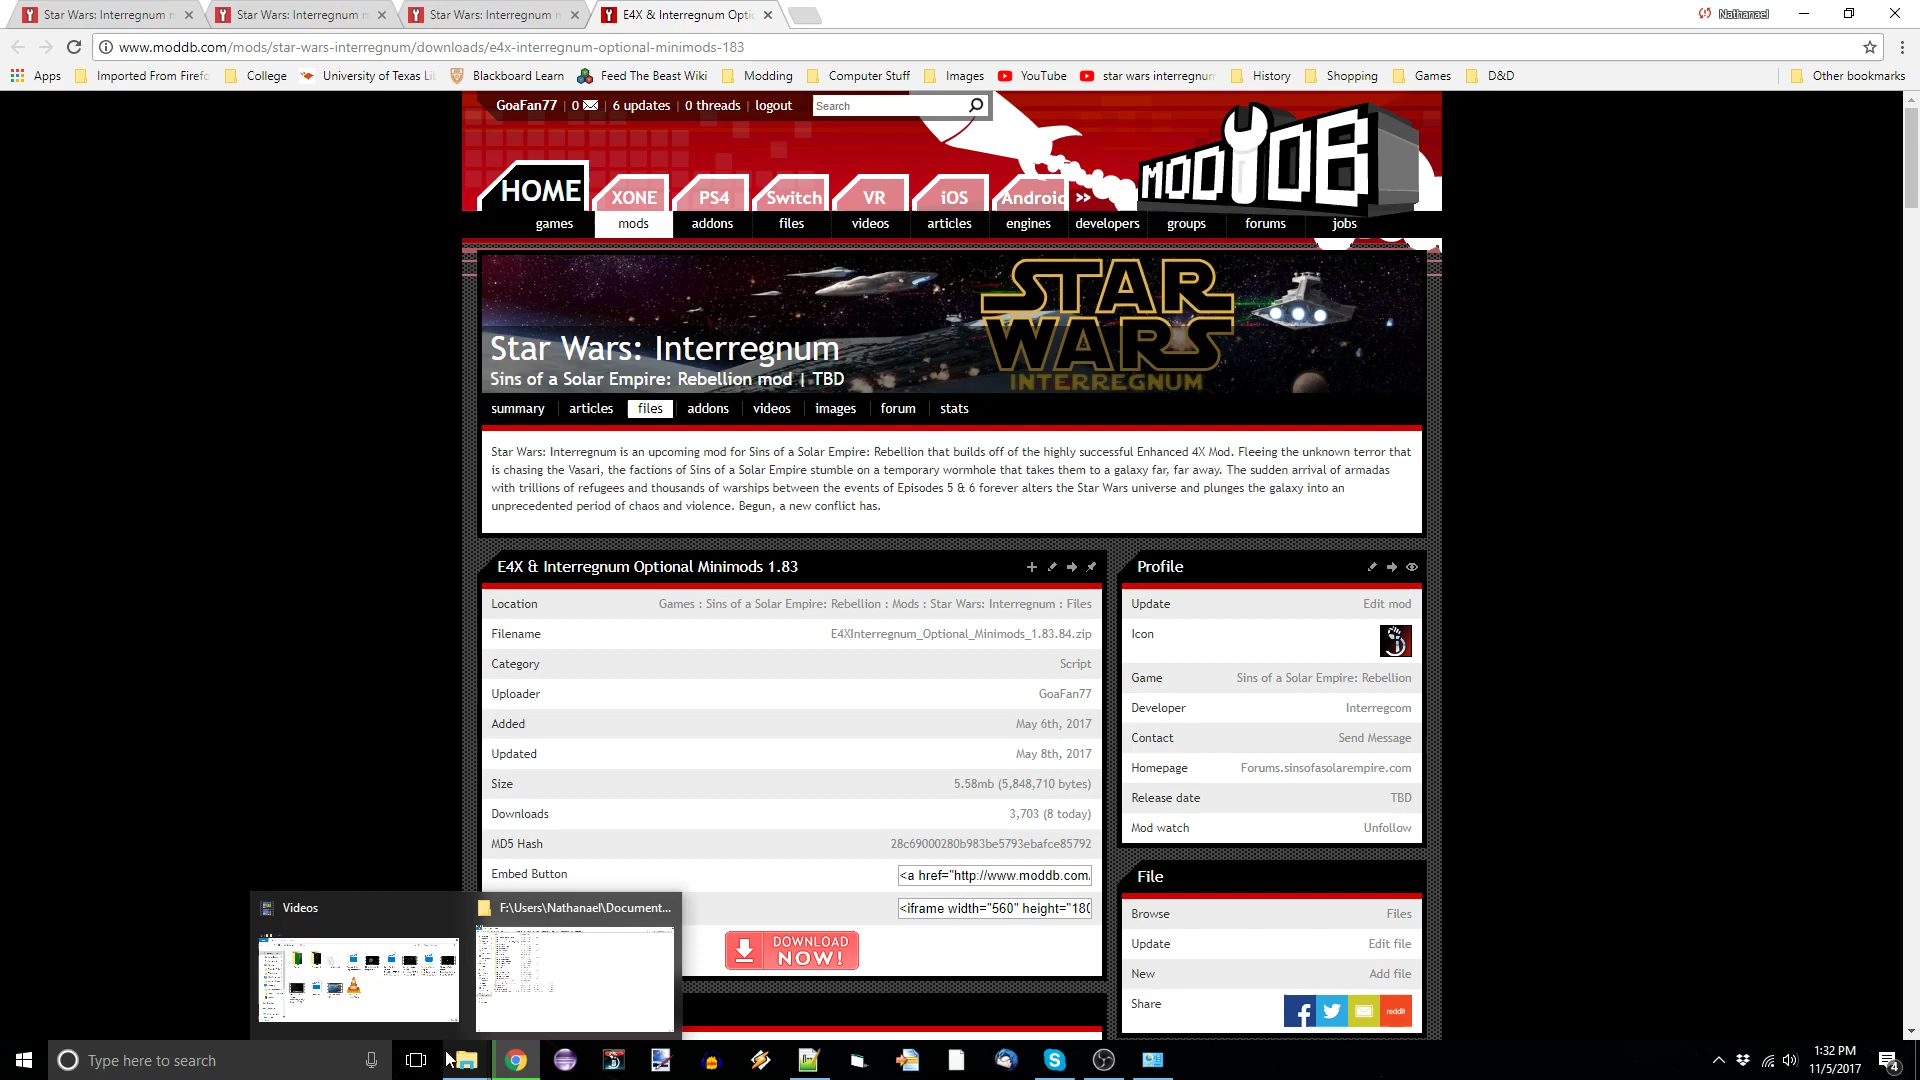 Star Wars: Interregnum m
Star Wars: Interregnum m
Star Wars: Interregnum m
E4X & Interregnum Optio
Nathanael
www.moddb.com/mods/star-wars-interregnum/downloads/e4x-interregnum-optional-minimods-183
Apps Imported From Firefo College University of Texas Li Blackboard Learn Feed The Beast Wiki Modding Computer Stuff Images YouTube star wars interregnum History Shopping Games D&D Other bookmarks
GoaFan77 | 0 | 6 updates | 0 threads | logout Search
MODDB
HOME XONE PS4 Switch VR iOS Android »
games mods addons files videos articles engines developers groups forums jobs
STAR WARS
INTERREGNUM
Star Wars: Interregnum
Sins of a Solar Empire: Rebellion mod | TBD
summary articles files addons videos images forum stats
Star Wars: Interregnum is an upcoming mod for Sins of a Solar Empire: Rebellion that builds off of the highly successful Enhanced 4X Mod. Fleeing the unknown terror that
is chasing the Vasari, the factions of Sins of a Solar Empire stumble on a temporary wormhole that takes them to a galaxy far, far away. The sudden arrival of armadas
with trillions of refugees and thousands of warships between the events of Episodes 5 & 6 forever alters the Star Wars universe and plunges the galaxy into an
unprecedented period of chaos and violence. Begun, a new conflict has.
E4X & Interregnum Optional Minimods 1.83
Location Games : Sins of a Solar Empire: Rebellion : Mods : Star Wars: Interregnum : Files
Filename E4XInterregnum_Optional_Minimods_1.83.84.zip
Category Script
Uploader GoaFan77
Added May 6th, 2017
Updated May 8th, 2017
Size 5.58mb (5,848,710 bytes)
Downloads 3,703 (8 today)
MD5 Hash 28c69000280b983be5793ebafce85792
Embed Button <a href="http://www.moddb.com/
<iframe width="560" height="180
DOWNLOAD
NOW!
Profile
Update Edit mod
Icon
Game Sins of a Solar Empire: Rebellion
Developer Interregcom
Contact Send Message
Homepage Forums.sinsofasolarempire.com
Release date TBD
Mod watch Unfollow
File
Browse Files
Update Edit file
New Add file
Share reddit
Videos
F:\Users\Nathanael\Document...
Type here to search
1:32 PM
11/5/2017
4